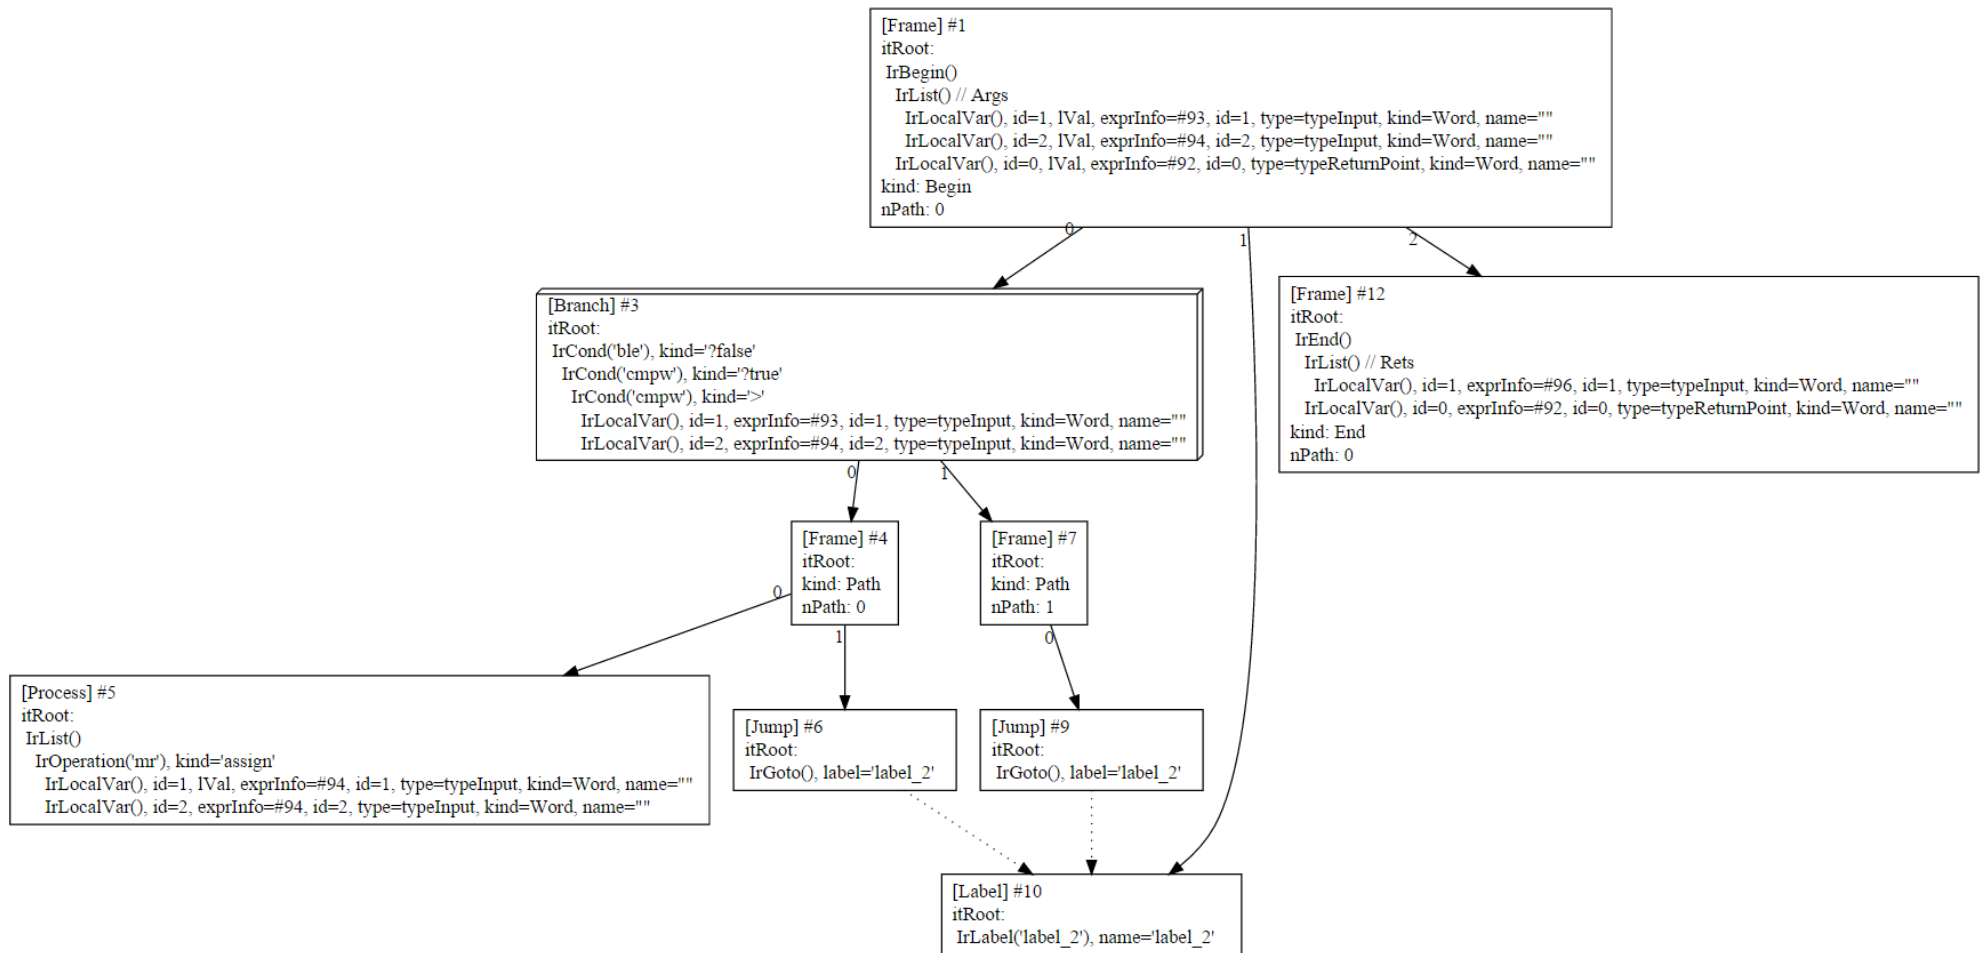 [Frame] #1
itRoot:
IrBegin()
IrList() // Args
IrLocalVar(), id=1, lVal, exprInfo=#93, id=1, type=typeInput, kind=Word, name=""
IrLocalVar(), id=2, lVal, exprInfo=#94, id=2, type=typeInput, kind=Word, name=""
IrLocalVar(), id=0, lVal, exprInfo=#92, id=0, type=typeReturnPoint, kind=Word, name=""
kind: Begin
nPath: 0
0
1
2
[Branch] #3
itRoot:
IrCond('ble'), kind='?false'
IrCond('cmpw'), kind='?true'
IrCond('cmpw'), kind='>'
IrLocalVar(), id=1, exprInfo=#93, id=1, type=typeInput, kind=Word, name=""
IrLocalVar(), id=2, exprInfo=#94, id=2, type=typeInput, kind=Word, name=""
[Frame] #12
itRoot:
IrEnd()
IrList() // Rets
IrLocalVar(), id=1, exprInfo=#96, id=1, type=typeInput, kind=Word, name=""
IrLocalVar(), id=0, exprInfo=#92, id=0, type=typeReturnPoint, kind=Word, name=""
kind: End
nPath: 0
0
1
[Frame] #4
itRoot:
kind: Path
nPath: 0
[Frame] #7
itRoot:
kind: Path
nPath: 1
0
1
0
[Process] #5
itRoot:
IrList()
IrOperation('mr'), kind='assign'
IrLocalVar(), id=1, lVal, exprInfo=#94, id=1, type=typeInput, kind=Word, name=""
IrLocalVar(), id=2, exprInfo=#94, id=2, type=typeInput, kind=Word, name=""
[Jump] #6
itRoot:
IrGoto(), label='label_2'
[Jump] #9
itRoot:
IrGoto(), label='label_2'
[Label] #10
itRoot:
IrLabel('label_2'), name='label_2'